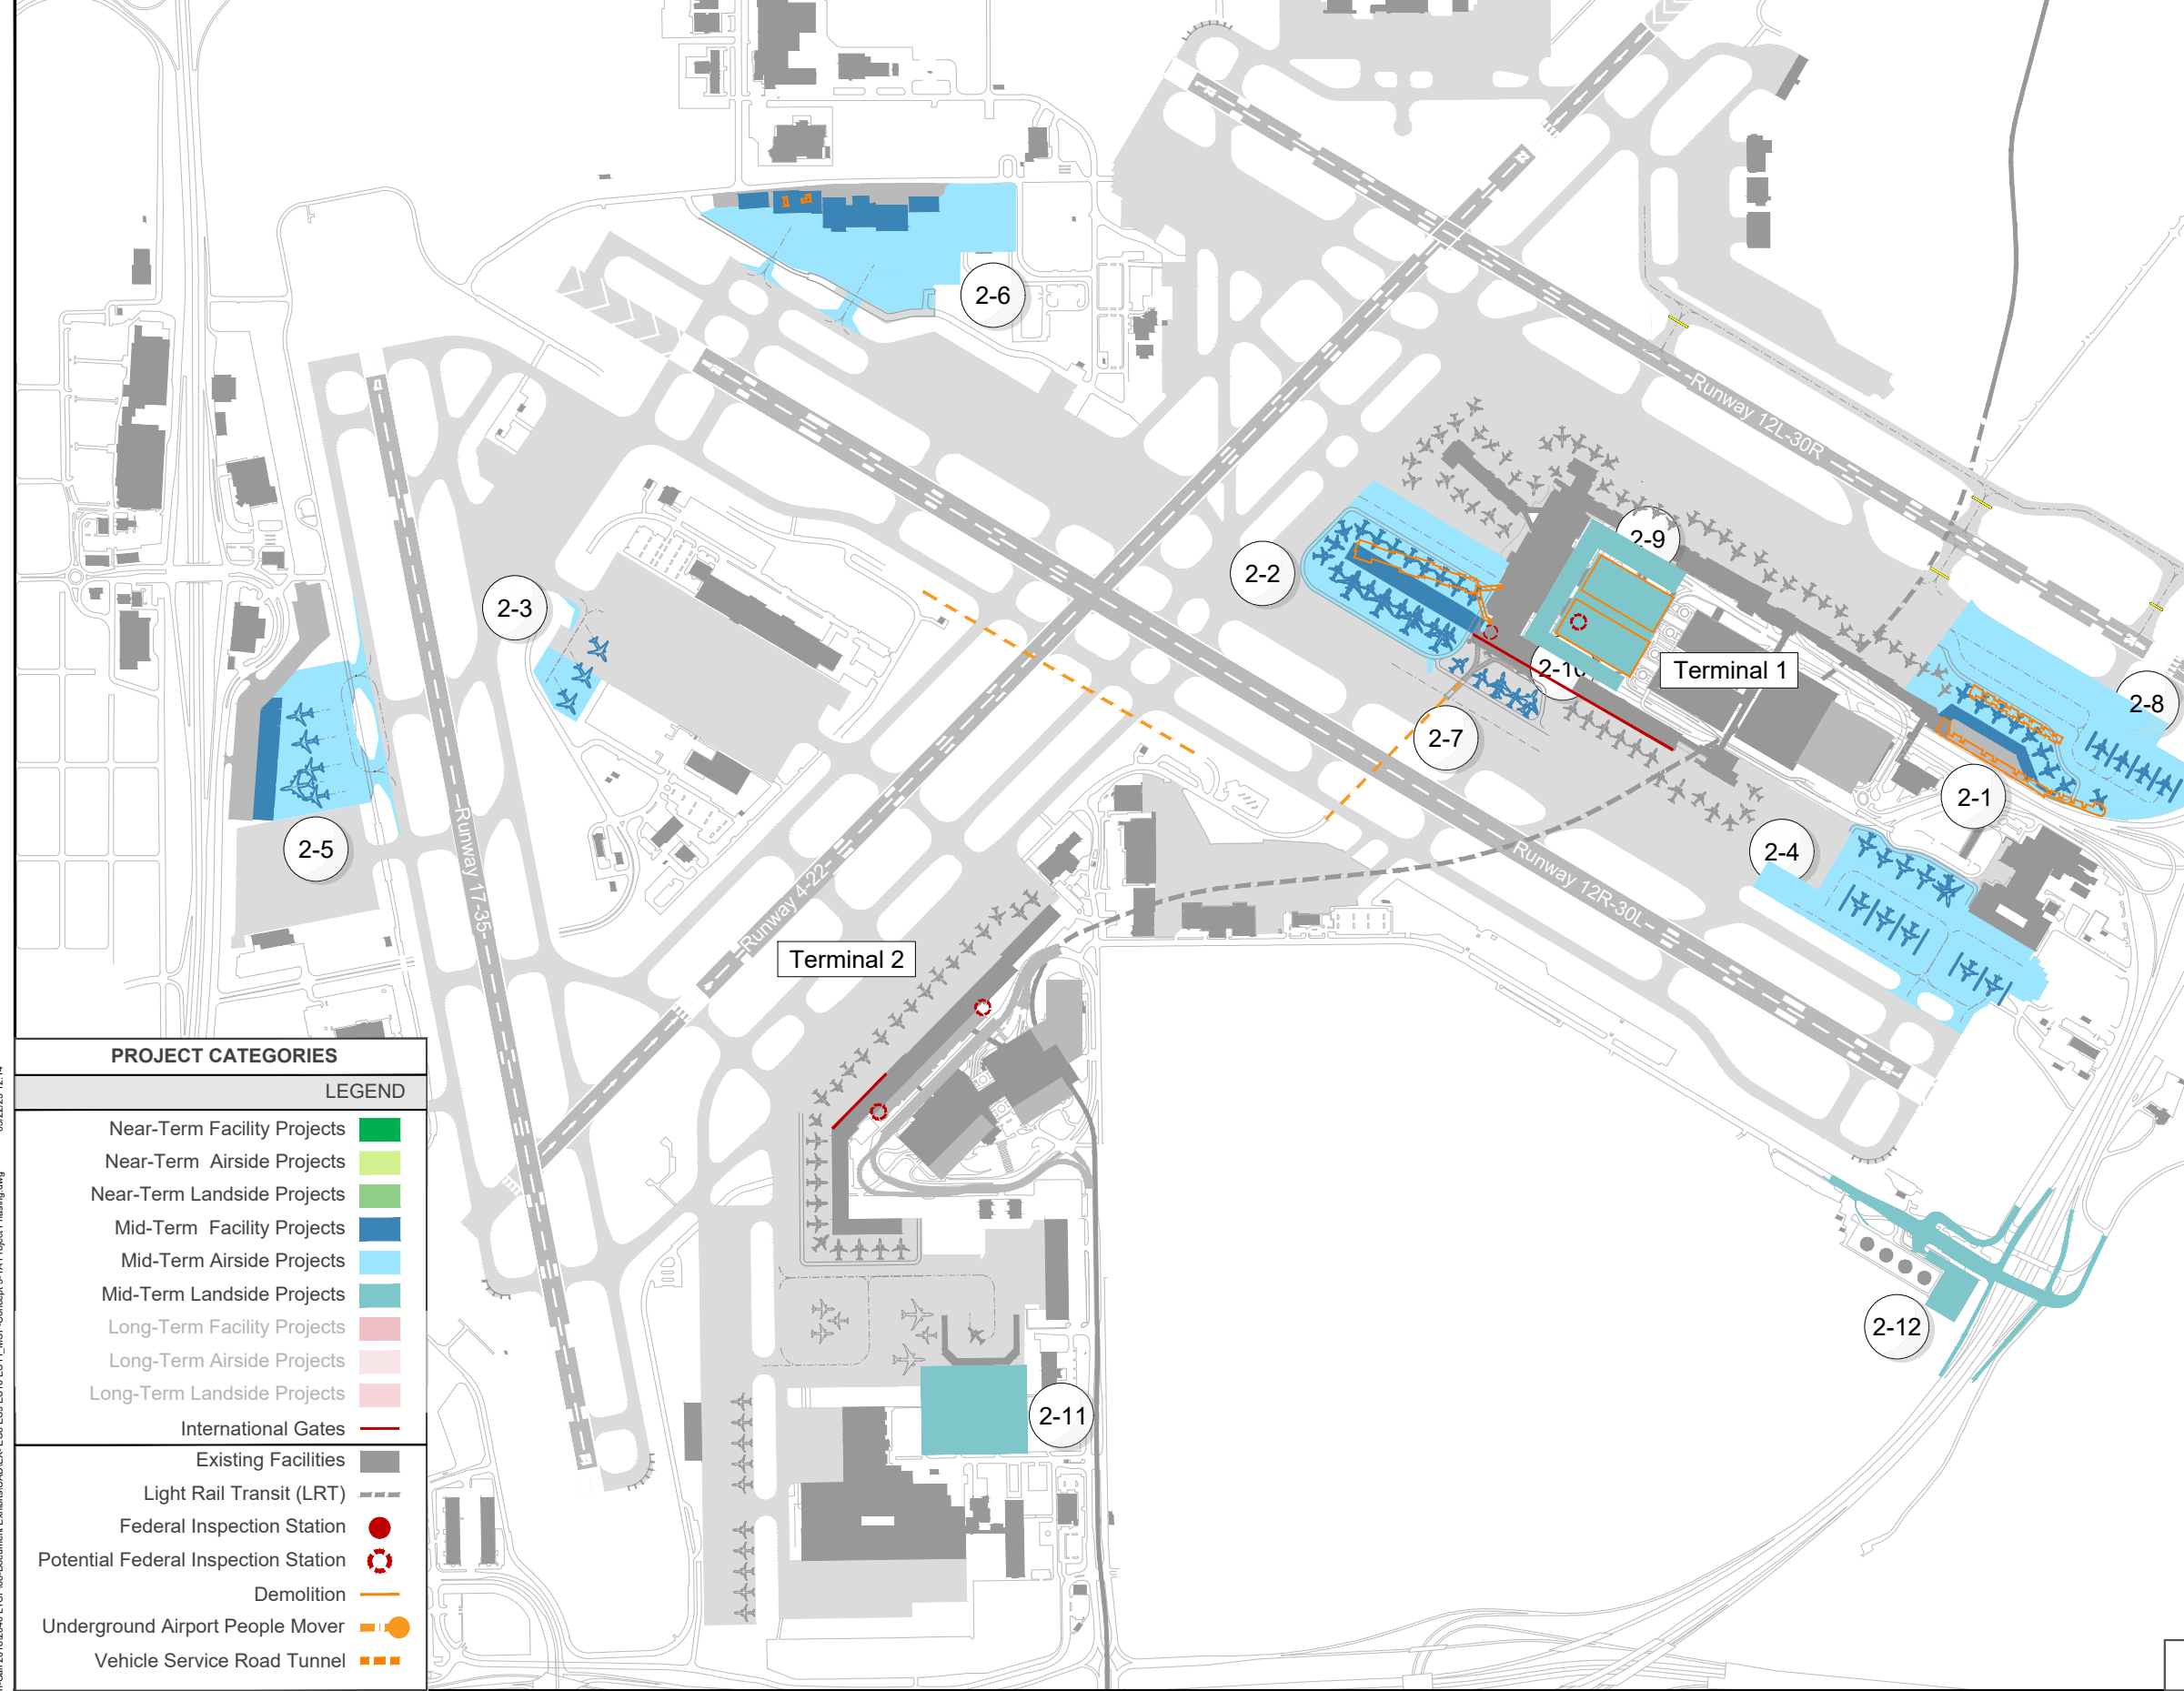 2-6
Runway 12L-30R
2-9
2-2
2-3
Terminal 1
2-10
2-8
2-7
2-1
2-5
2-4
Runway 17-35
Runway 4-22
Runway 12R-30L
Terminal 2
PROJECT CATEGORIES
LEGEND
Near-Term Facility Projects
Near-Term Airside Projects
Near-Term Landside Projects
Mid-Term Facility Projects
Mid-Term Airside Projects
Mid-Term Landside Projects
Long-Term Facility Projects
Long-Term Airside Projects
Long-Term Landside Projects
International Gates
Existing Facilities
Light Rail Transit (LRT)
Federal Inspection Station
Potential Federal Inspection Station
Demolition
Underground Airport People Mover
Vehicle Service Road Tunnel
2-12
2-11